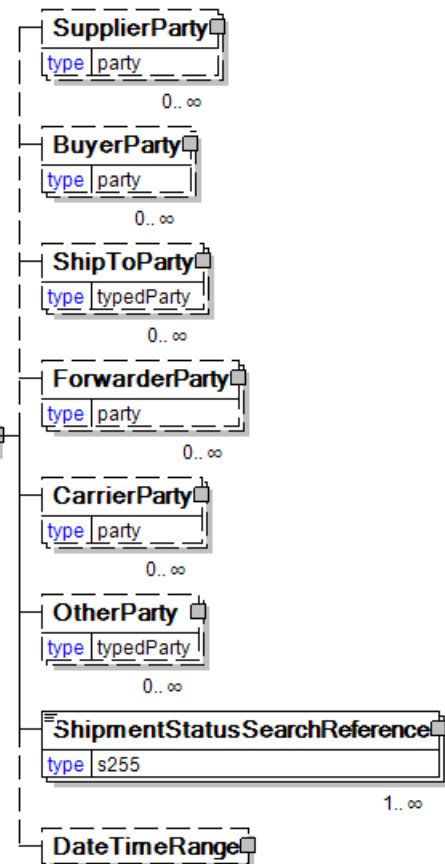 SupplierParty
type party
0.. ∞
BuyerParty
type party
0.. ∞
ShipToParty
type typedParty
0.. ∞
ForwarderParty
type party
0.. ∞
CarrierParty
type party
0.. ∞
OtherParty
type typedParty
0.. ∞
ShipmentStatusSearchReference
type s255
1.. ∞
DateTimeRange